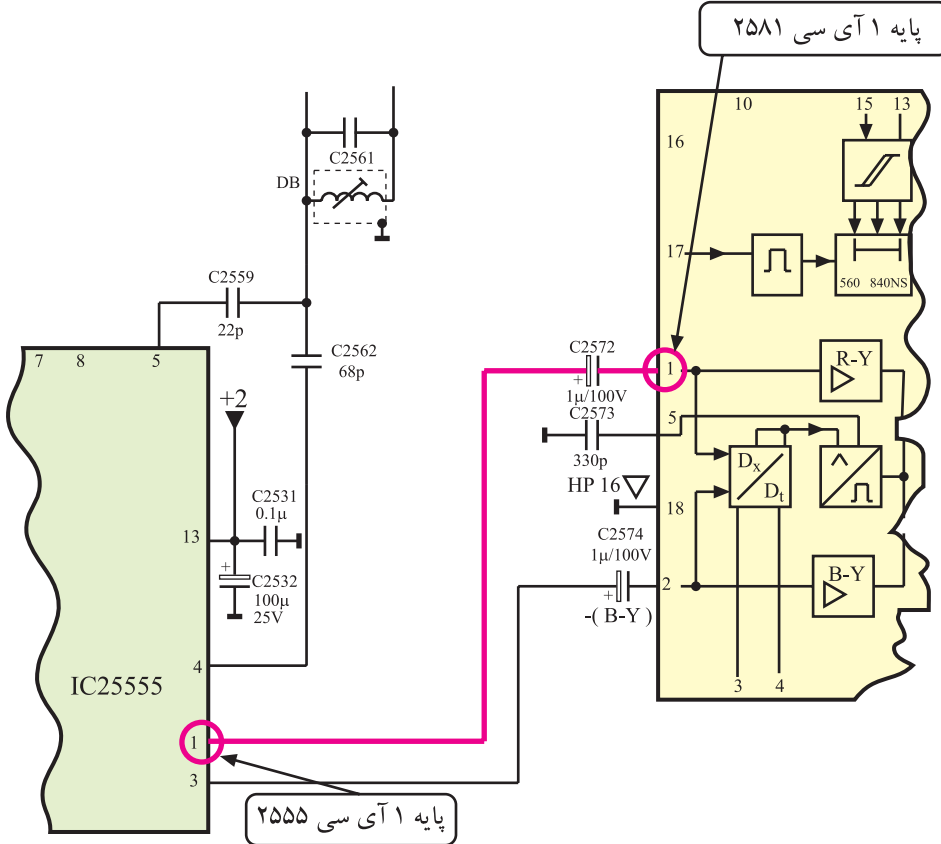 پایه ۱ آی سی ۲۵۸۱
10
15
13
16
C2561
DB
17
560
840NS
C2559
22p
7
8
5
C2562
68p
C2572
+
1µ/100V
1
R-Y
+2
C2573
330p
5
HP 16
Dx
Dt
18
13
C2531
0.1µ
+
C2532
100µ
25V
C2574
1µ/100V
+
2
-( B-Y )
B-Y
4
3
4
IC25555
1
3
پایه ۱ آی سی ۲۵۵۵